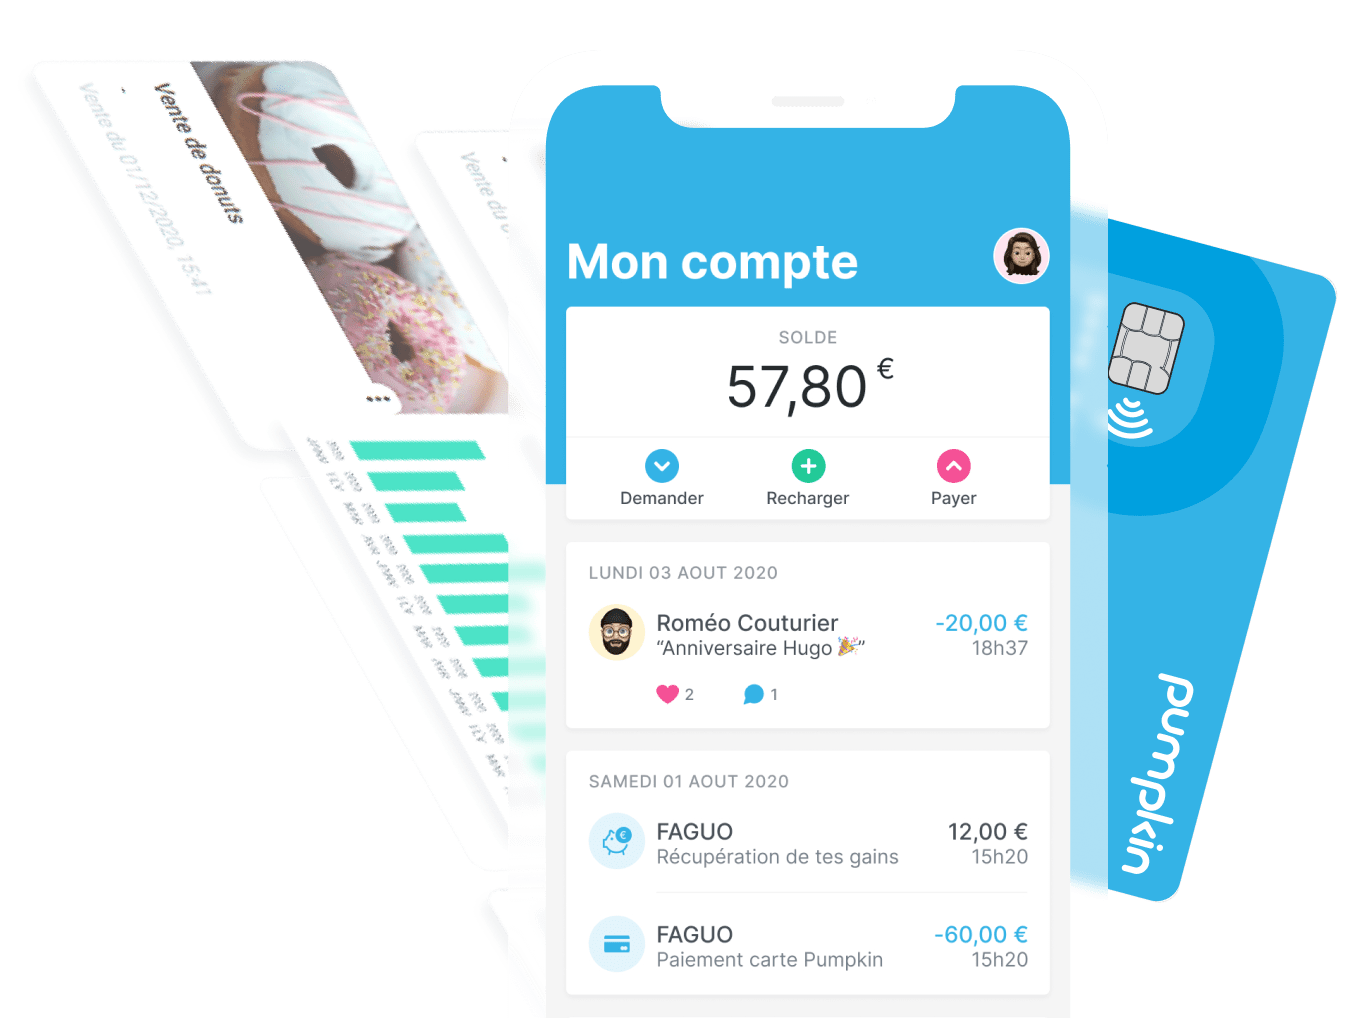 Vente de donuts
Vente du 01/12/2020, 15:41
Vente du
Mon compte
SOLDE
57,80 €
Demander
Recharger
Payer
LUNDI 03 AOUT 2020
Roméo Couturier
-20,00 €
“Anniversaire Hugo 🎉”
18h37
2
1
SAMEDI 01 AOUT 2020
FAGUO
12,00 €
Récupération de tes gains
15h20
FAGUO
-60,00 €
Paiement carte Pumpkin
15h20
pumpkin